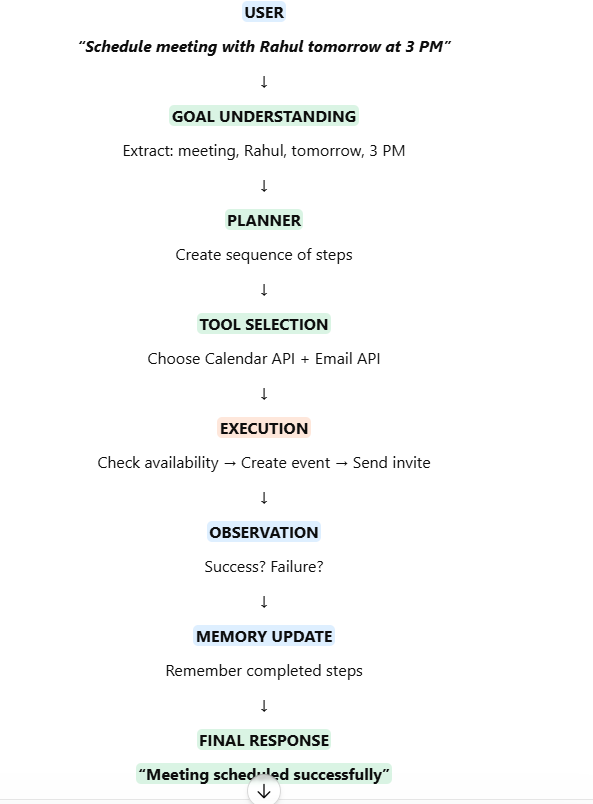 USER
“Schedule meeting with Rahul tomorrow at 3 PM”
↓
GOAL UNDERSTANDING
Extract: meeting, Rahul, tomorrow, 3 PM
↓
PLANNER
Create sequence of steps
↓
TOOL SELECTION
Choose Calendar API + Email API
↓
EXECUTION
Check availability → Create event → Send invite
↓
OBSERVATION
Success? Failure?
↓
MEMORY UPDATE
Remember completed steps
↓
FINAL RESPONSE
“Meeting scheduled successfully”